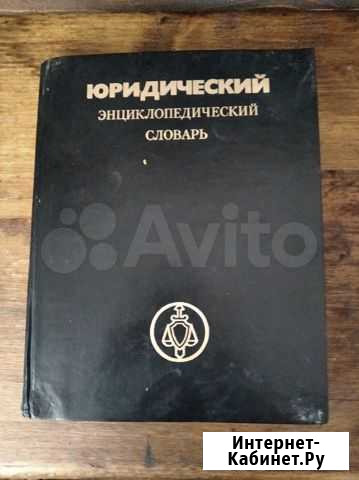 ЮРИДИЧЕСКИЙ
ЭНЦИКЛОПЕДИЧЕСКИЙ
СЛОВАРЬ
Avito
Интернет-
Кабинет.Ру